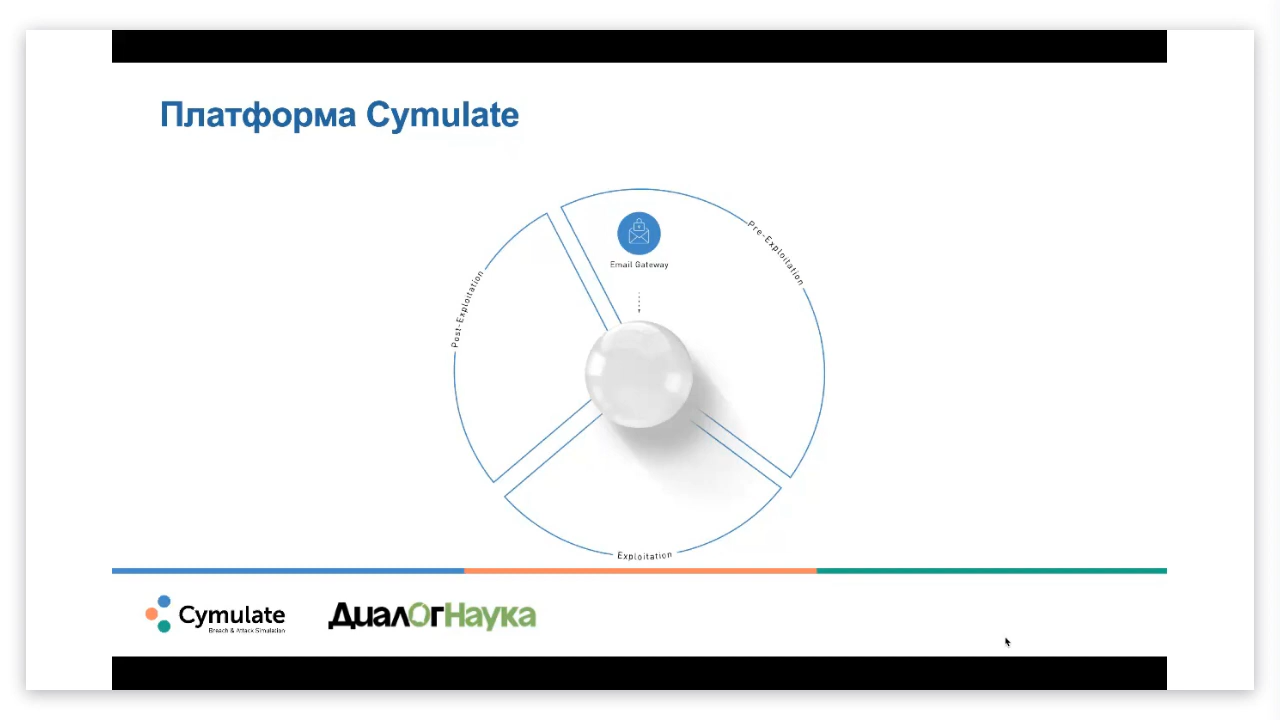 Платформа Cymulate
Pre-Exploitation
Email Gateway
Post-Exploitation
Exploitation
Cymulate
Breach & Attack Simulation
ДиалогНаука